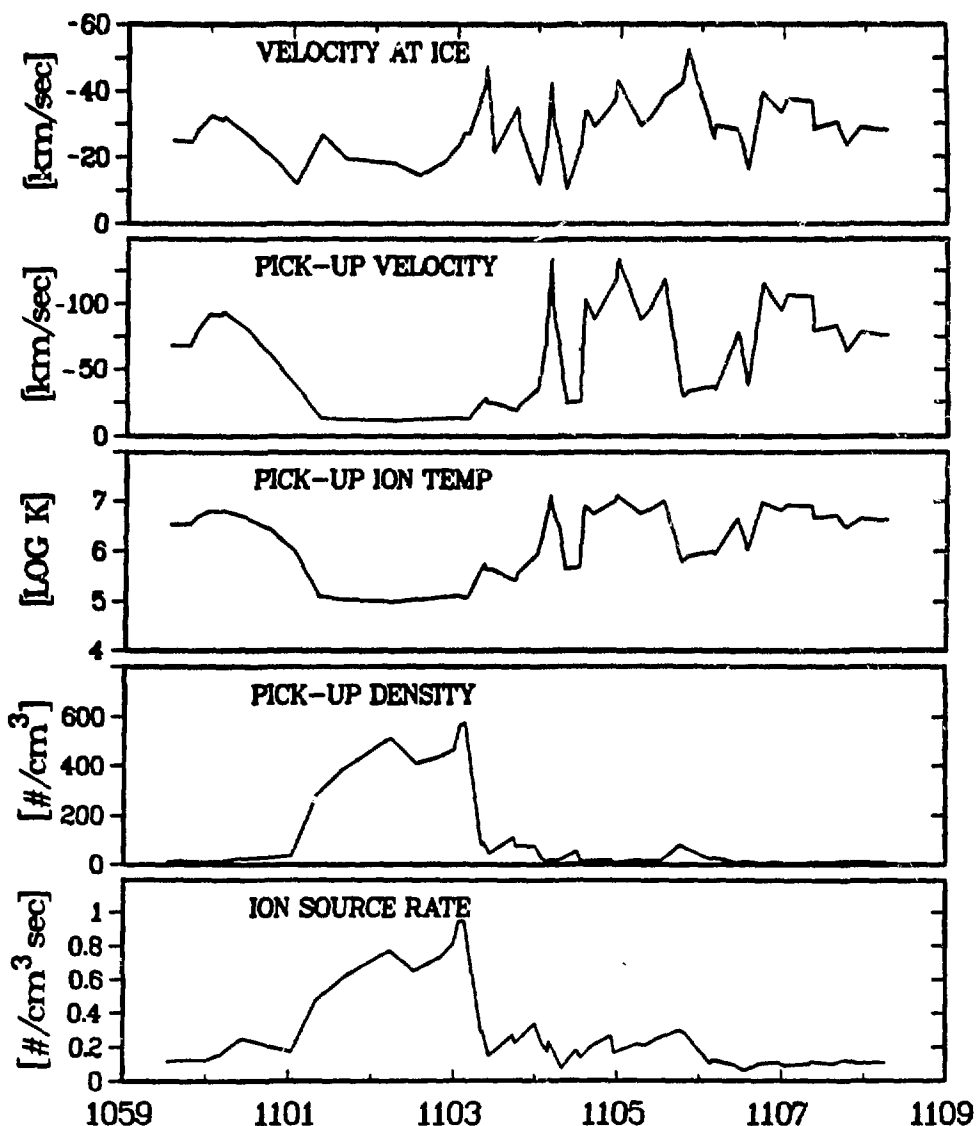 -60
VELOCITY AT ICE
-40
-20
0
[km/sec]
PICK-UP VELOCITY
-100
-50
0
[km/sec]
PICK-UP ION TEMP
7
6
5
4
[LOG K]
PICK-UP DENSITY
600
400
200
0
[#/cm³]
ION SOURCE RATE
1
0.8
0.6
0.4
0.2
0
[#/cm³ sec]
1059 1101 1103 1105 1107 1109